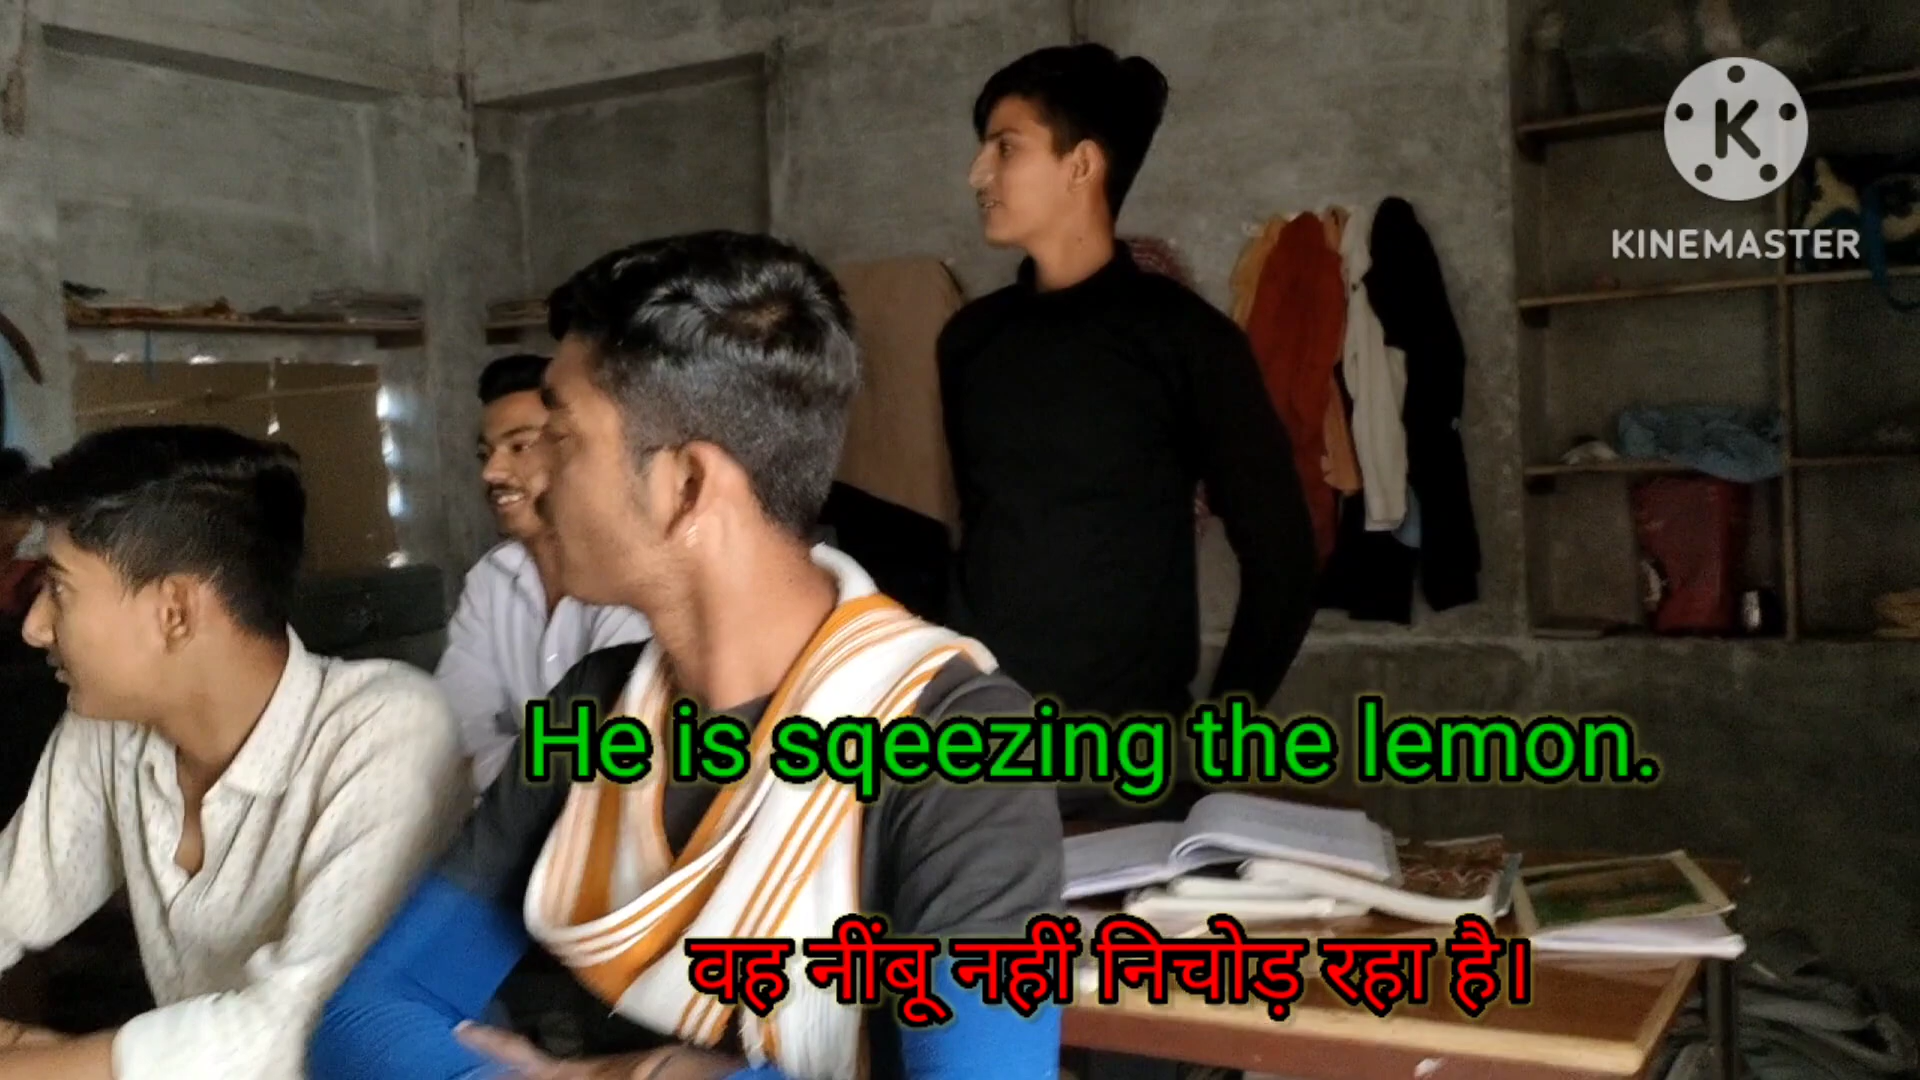 KINEMASTER
He is sqeezing the lemon.
वह नींबू नहीं निचोड़ रहा है।